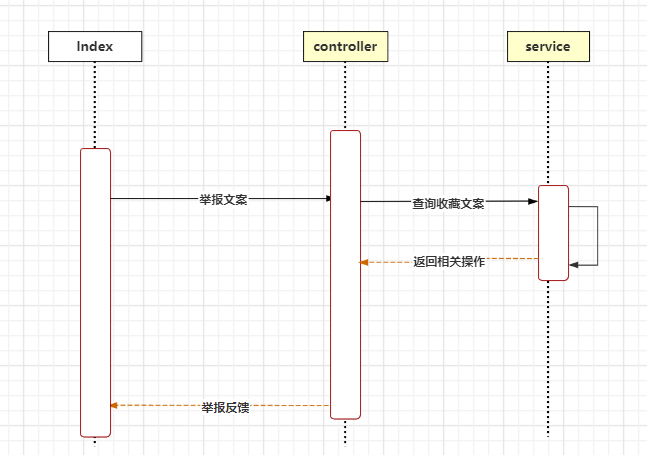 Index
controller
service
举报文案
查询收藏文案
返回相关操作
举报反馈